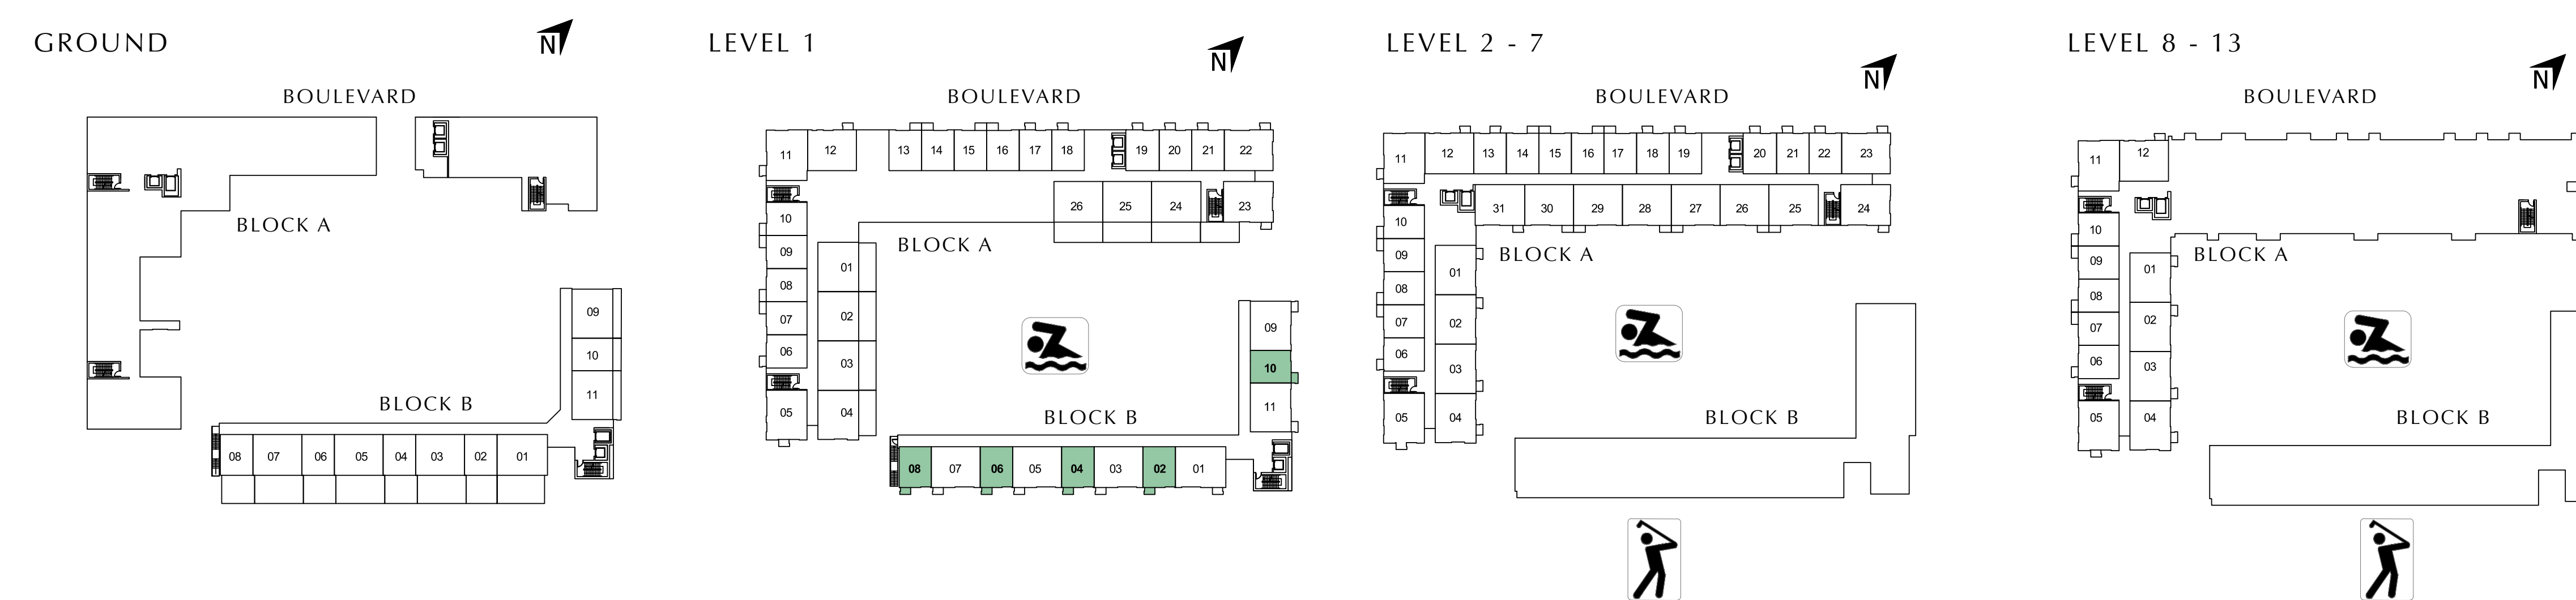 GROUND
N
BOULEVARD
BLOCK A
09
10
11
BLOCK B
08 07 06 05 04 03 02 01
LEVEL 1
N
BOULEVARD
11 12 13 14 15 16 17 18 19 20 21 22
26 25 24 23
10
BLOCK A
09 01
08
07 02
06 03
05 04
09
10
11
BLOCK B
08 07 06 05 04 03 02 01
LEVEL 2 - 7
N
BOULEVARD
11 12 13 14 15 16 17 18 19 20 21 22 23
31 30 29 28 27 26 25 24
10
BLOCK A
09 01
08
07 02
06 03
05 04
BLOCK B
LEVEL 8 - 13
N
BOULEVARD
11 12
10
BLOCK A
09 01
08
07 02
06 03
05 04
BLOCK B